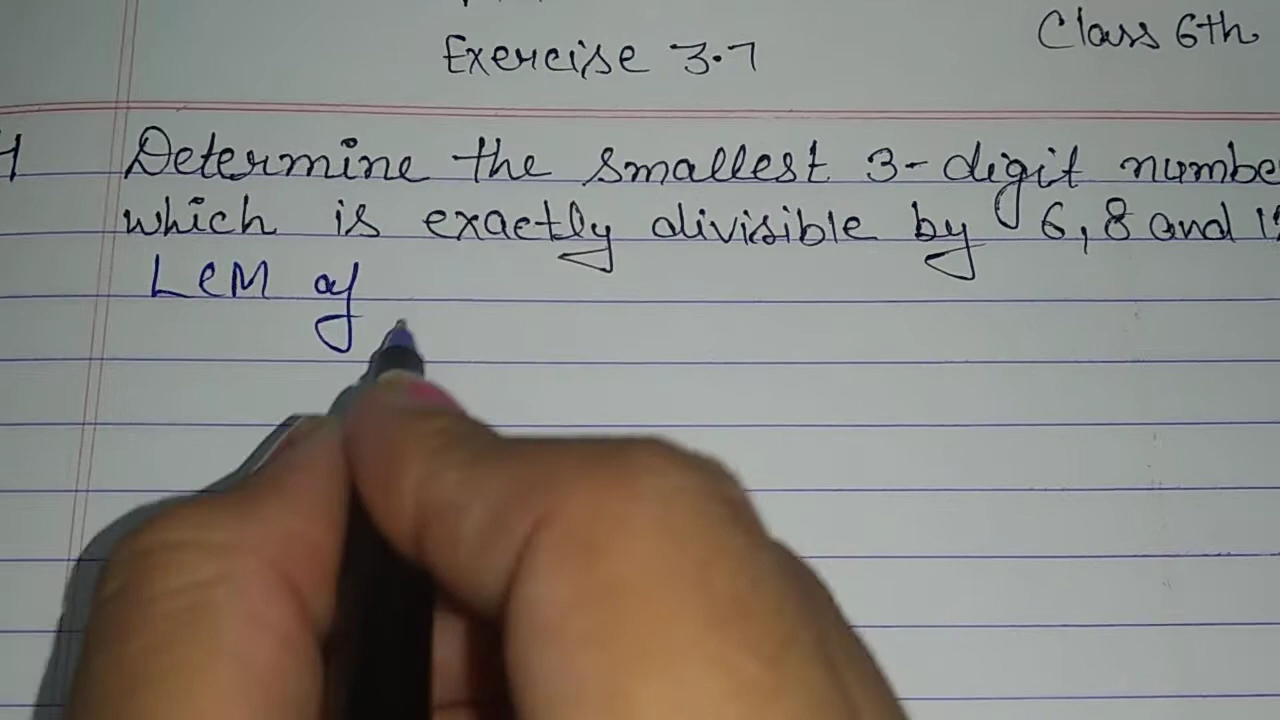 Exercise 3.7
Class 6th
Determine the smallest 3-digit numbe
which is exactly divisible by 6, 8 and 12
LCM of